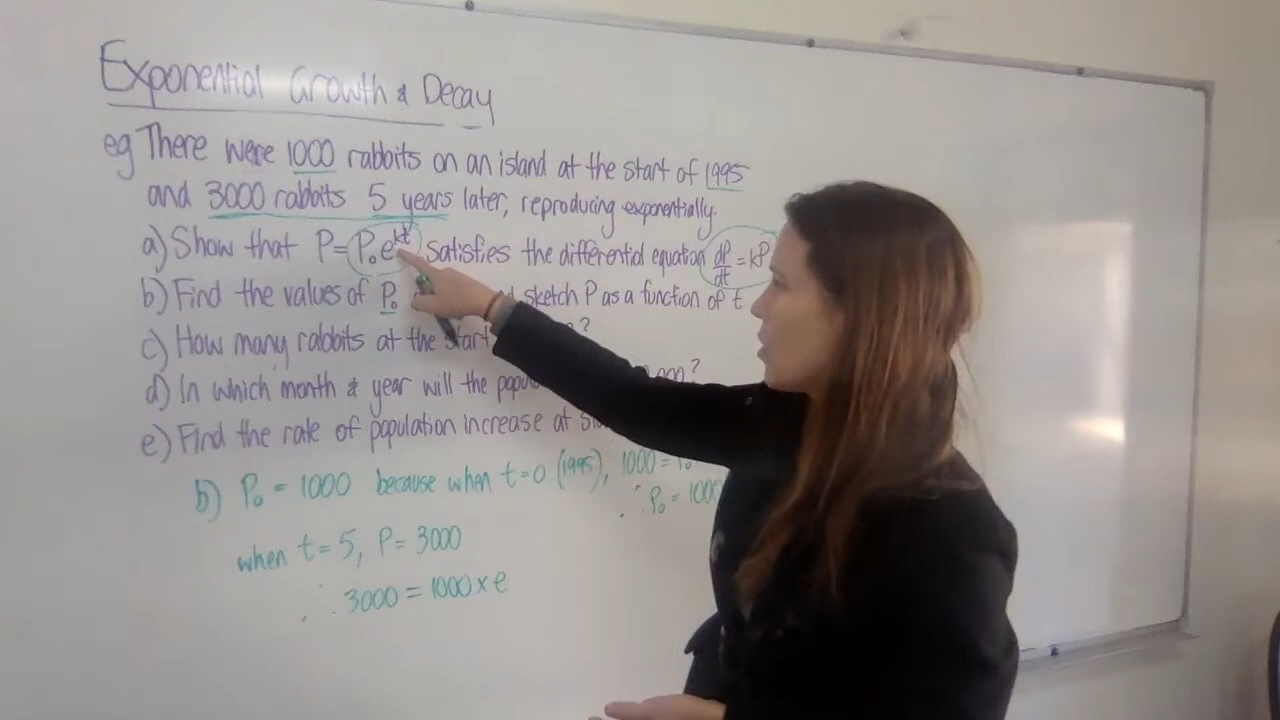 Exponential Growth & Decay
eg There were 1000 rabbits on an island at the start of 1995
and 3000 rabbits 5 years later, reproducing exponentially.
a) Show that P=P₀e^kt satisfies the differential equation dP/dt = kP
b) Find the values of P₀ sketch P as a function of t
c) How many rabbits at the start ?
d) In which month & year will the ?
e) Find the rate of population increase at
b) P₀ = 1000 because when t=0 (1995), 1000 = P₀
∴ P₀ = 1000
when t=5, P=3000
∴ 3000 = 1000 x e